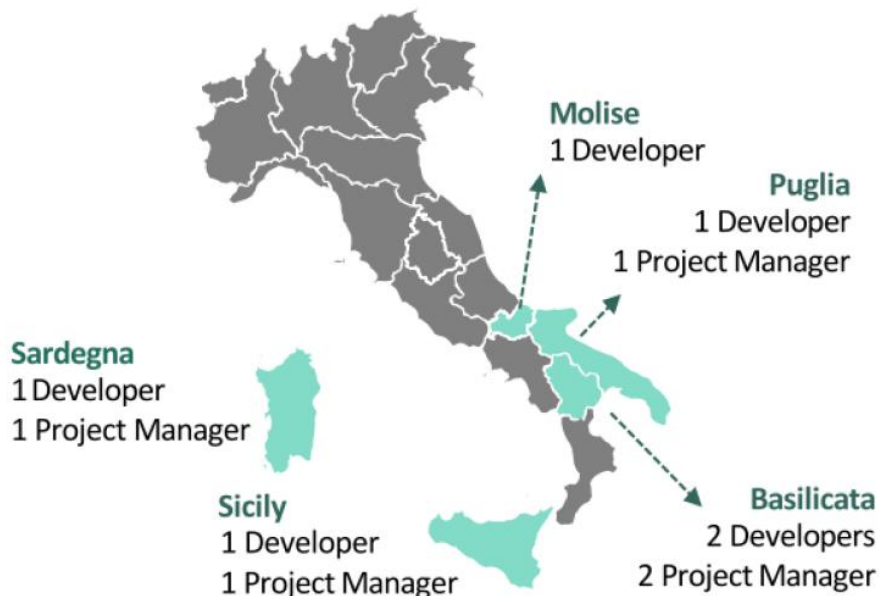 Molise
1 Developer
Puglia
1 Developer
1 Project Manager
Sardegna
1 Developer
1 Project Manager
Sicily
1 Developer
1 Project Manager
Basilicata
2 Developers
2 Project Manager